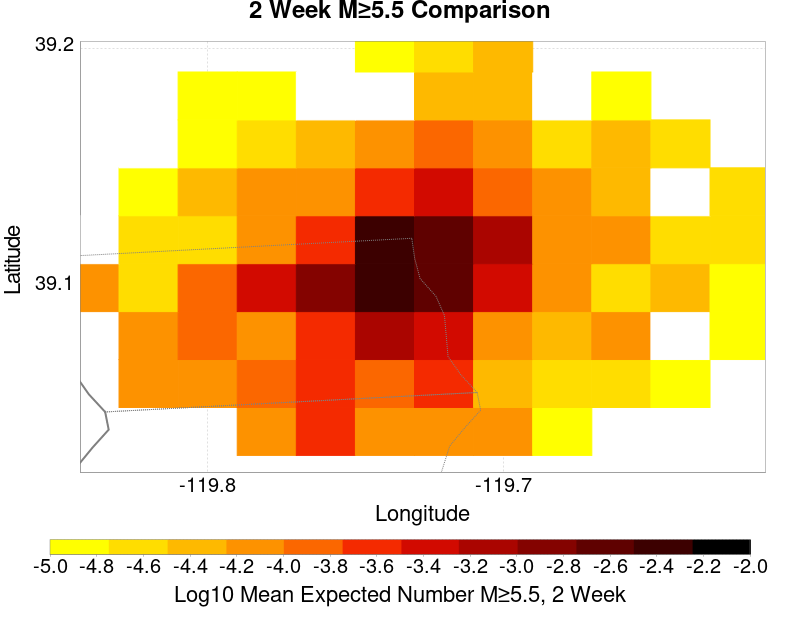 2 Week M≥5.5 Comparison
39.2
39.1
Latitude
-119.8 -119.7
Longitude
-5.0 -4.8 -4.6 -4.4 -4.2 -4.0 -3.8 -3.6 -3.4 -3.2 -3.0 -2.8 -2.6 -2.4 -2.2 -2.0
Log10 Mean Expected Number M≥5.5, 2 Week